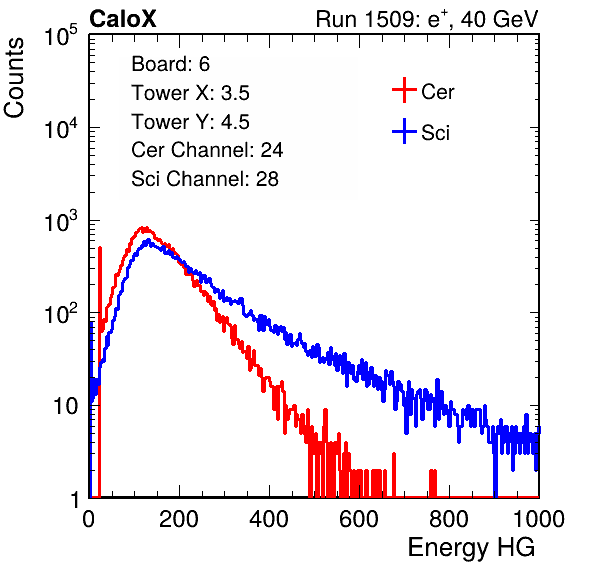 CaloX Run 1509: e⁺, 40 GeV
Counts
Board: 6
Tower X: 3.5
Tower Y: 4.5
Cer Channel: 24
Sci Channel: 28
Cer
Sci
10⁵
10⁴
10³
10²
10
1
0 200 400 600 800 1000
Energy HG